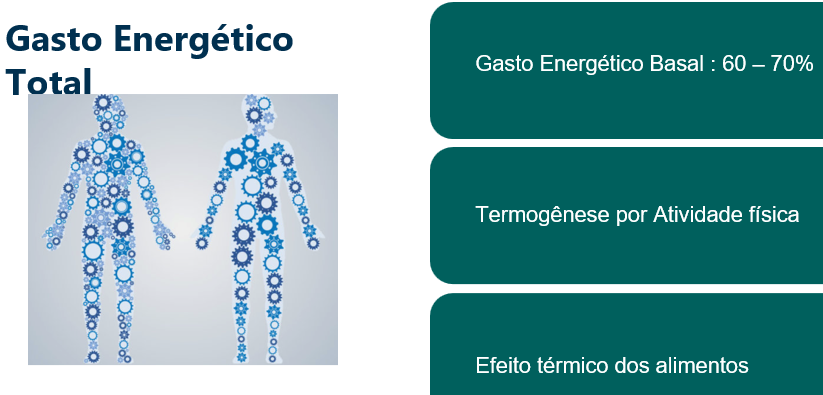 Gasto Energético
Total
Gasto Energético Basal : 60 – 70%
Termogênese por Atividade física
Efeito térmico dos alimentos